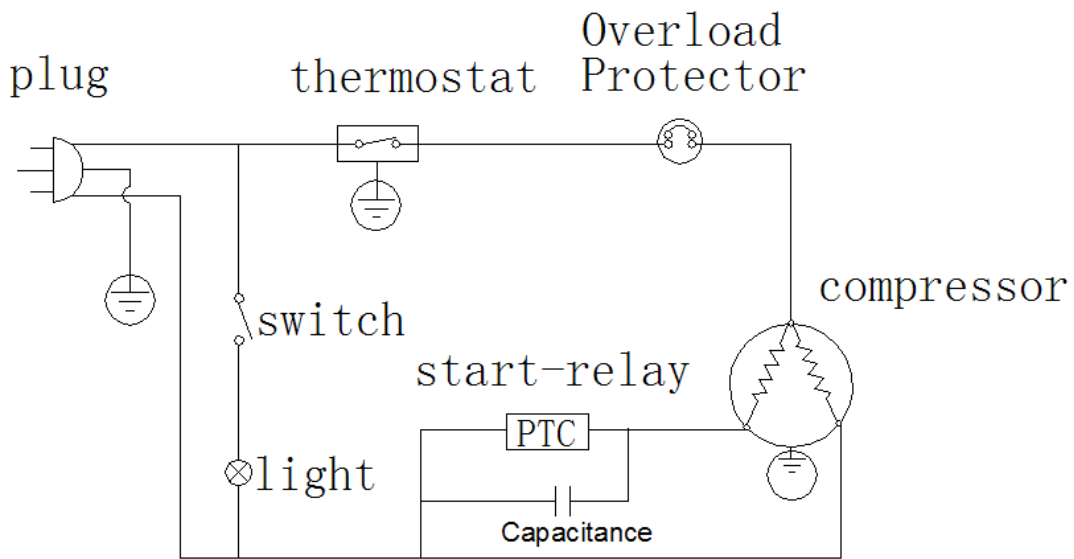 Overload
Protector
plug
thermostat
compressor
switch
start-relay
PTC
light
Capacitance